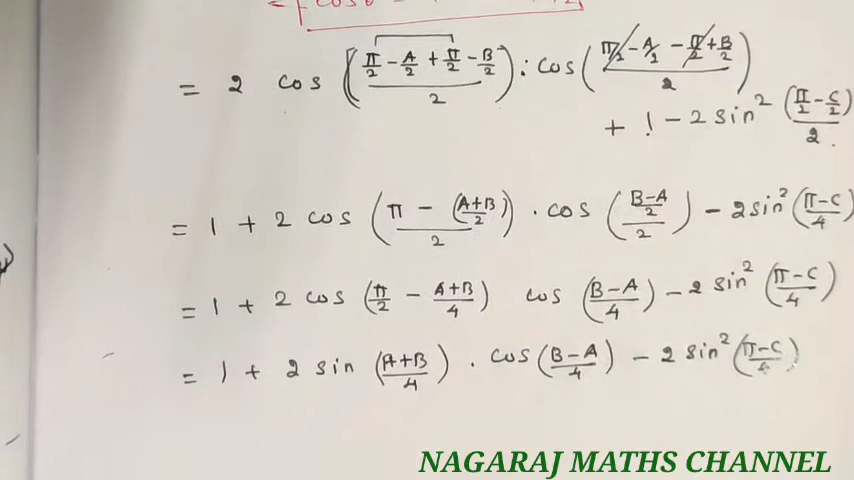 = 2 cos ((π/2 - A/2 + π/2 - B/2)/2) . cos ((π/2 - A/2 - π/2 + B/2)/2)
+ 1 - 2 sin² ((π/2 - C/2)/2).
= 1 + 2 cos ((π - (A+B/2))/2) . cos ((B-A/2)/2) - 2 sin² (π-C/4)
= 1 + 2 cos (π/2 - A+B/4) cos (B-A/4) - 2 sin² (π-C/4)
= 1 + 2 sin (A+B/4) . cos (B-A/4) - 2 sin² (π-C/4)
NAGARAJ MATHS CHANNEL